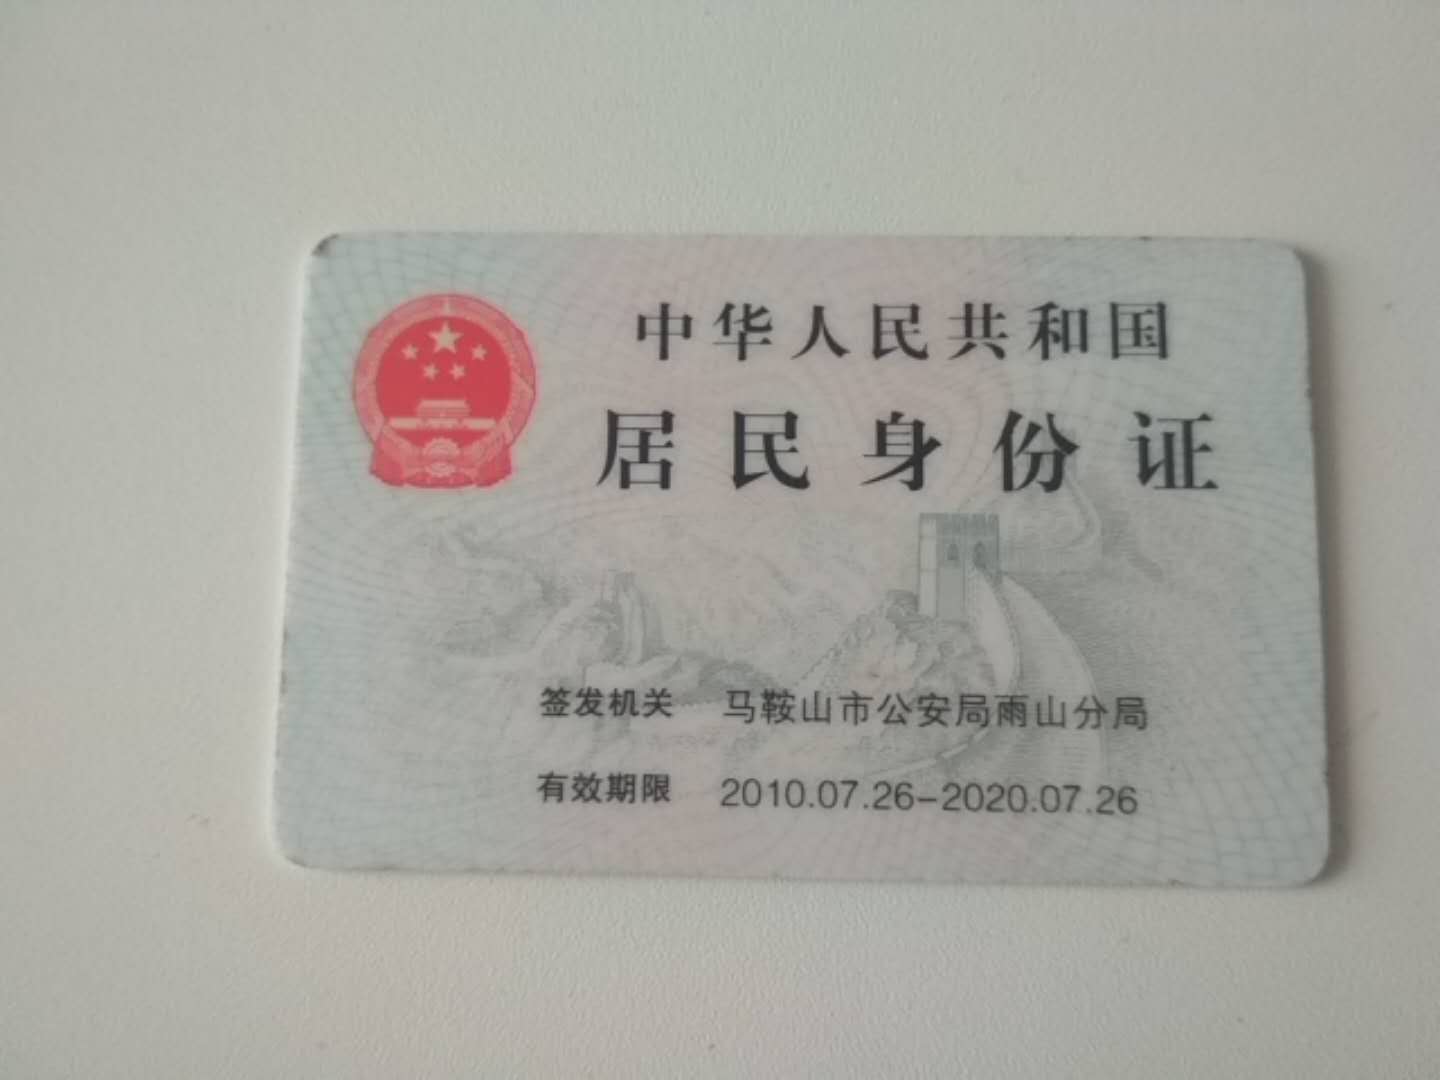 中华人民共和国
居民身份证
签发机关 马鞍山市公安局雨山分局
有效期限 2010.07.26-2020.07.26